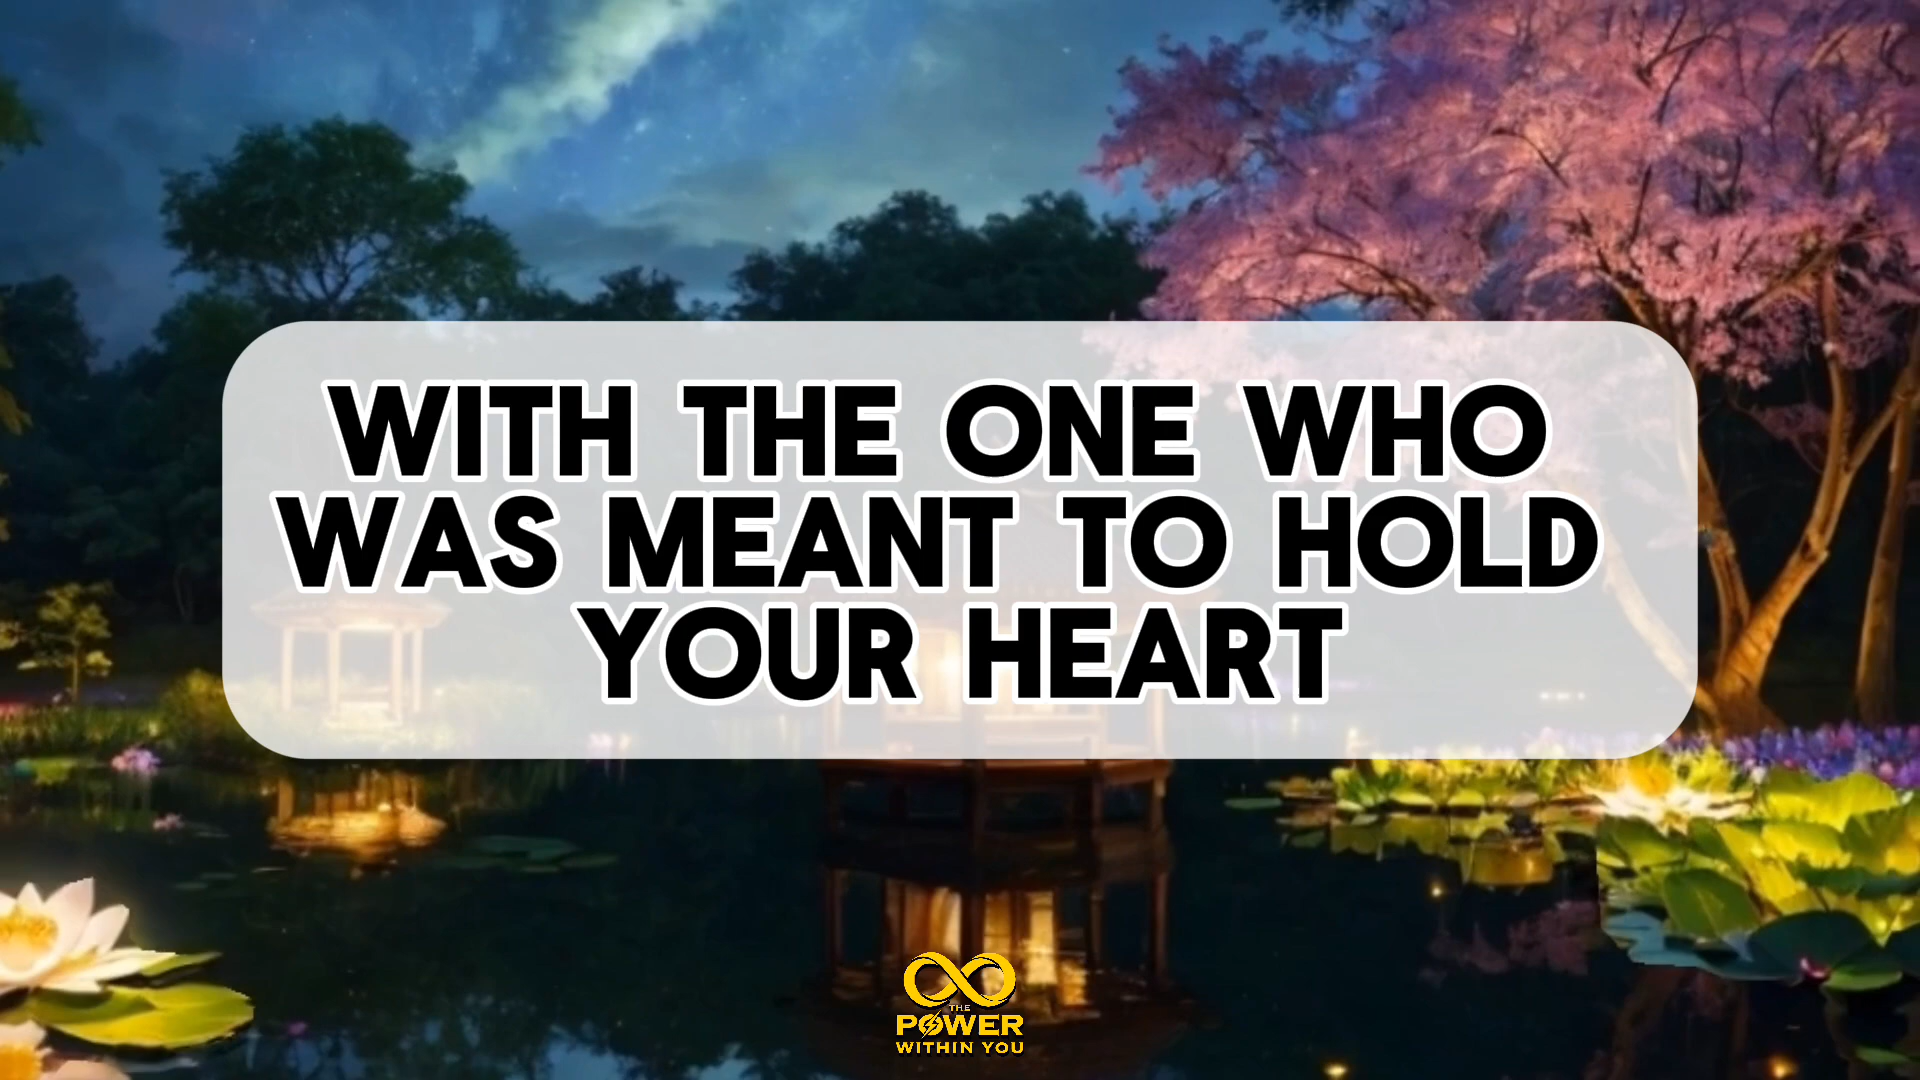 WITH THE ONE WHO
WAS MEANT TO HOLD
YOUR HEART
THE
POWER
WITHIN YOU